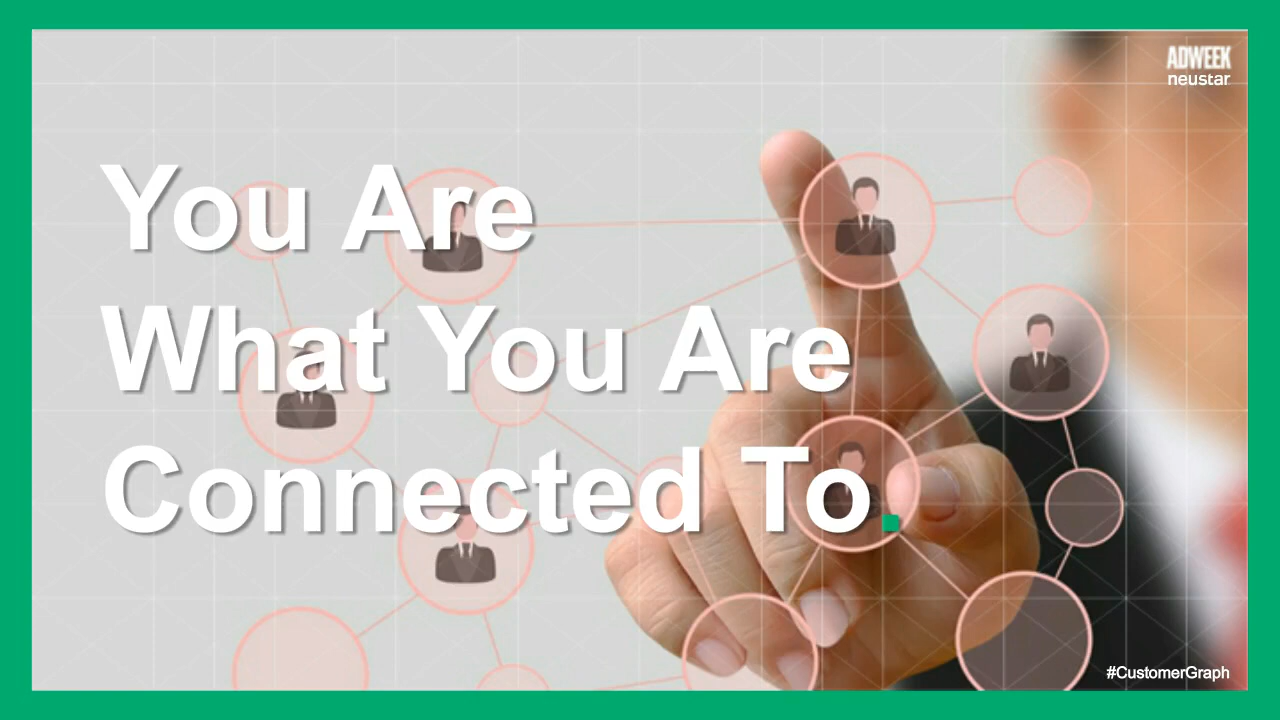 ADWEEK
neustar
You Are
What You Are
Connected To.
#CustomerGraph